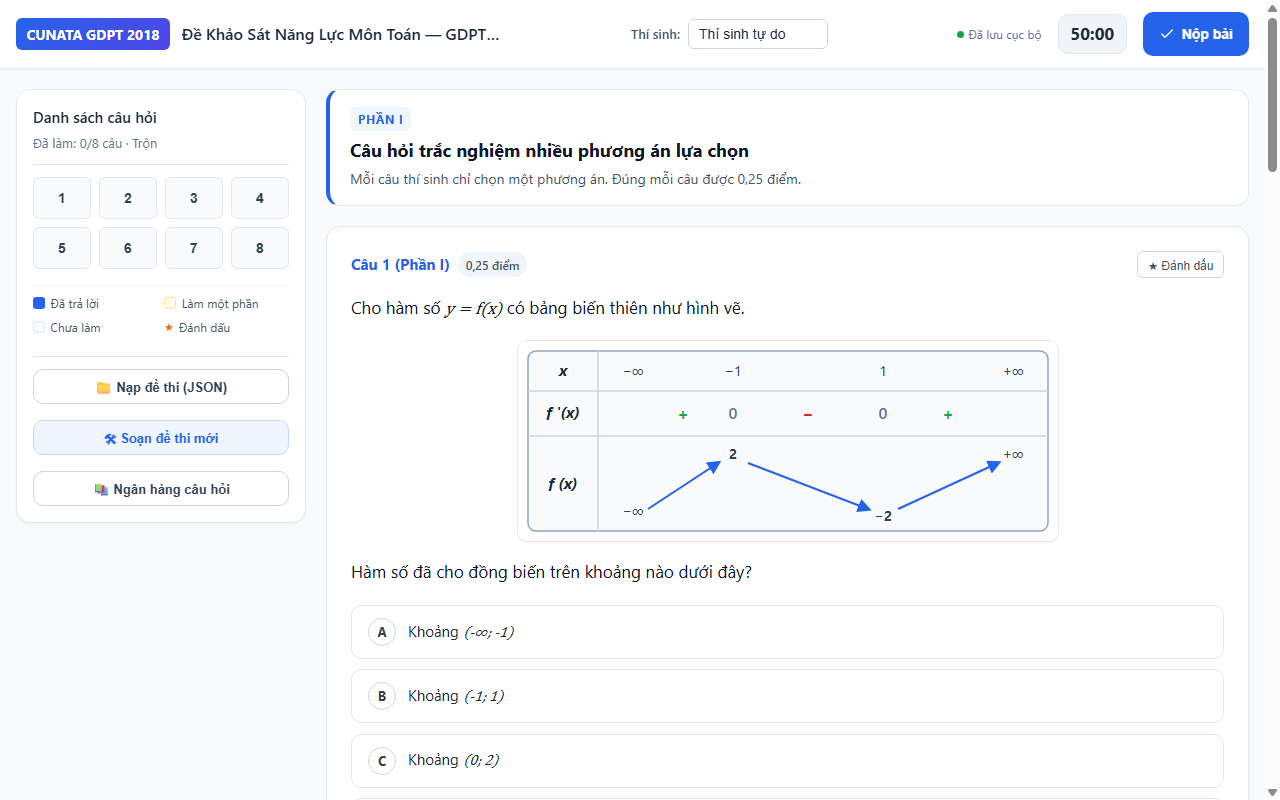 CUNATA GDPT 2018
Đề Khảo Sát Năng Lực Môn Toán — GDPT...
Thí sinh:
Thí sinh tự do
Đã lưu cục bộ
50:00
Nộp bài
Danh sách câu hỏi
Đã làm: 0/8 câu · Trộn
1 2 3 4
5 6 7 8
Đã trả lời
Làm một phần
Chưa làm
★ Đánh dấu
Nạp đề thi (JSON)
Soạn đề thi mới
Ngân hàng câu hỏi
PHẦN I
Câu hỏi trắc nghiệm nhiều phương án lựa chọn
Mỗi câu thí sinh chỉ chọn một phương án. Đúng mỗi câu được 0,25 điểm.
Câu 1 (Phần I)
0,25 điểm
★ Đánh dấu
Cho hàm số y = f(x) có bảng biến thiên như hình vẽ.
x −∞ −1 1 +∞
f '(x) + 0 − 0 +
2 +∞
f (x)
−∞ −2
Hàm số đã cho đồng biến trên khoảng nào dưới đây?
A Khoảng (-∞; -1)
B Khoảng (-1; 1)
C Khoảng (0; 2)